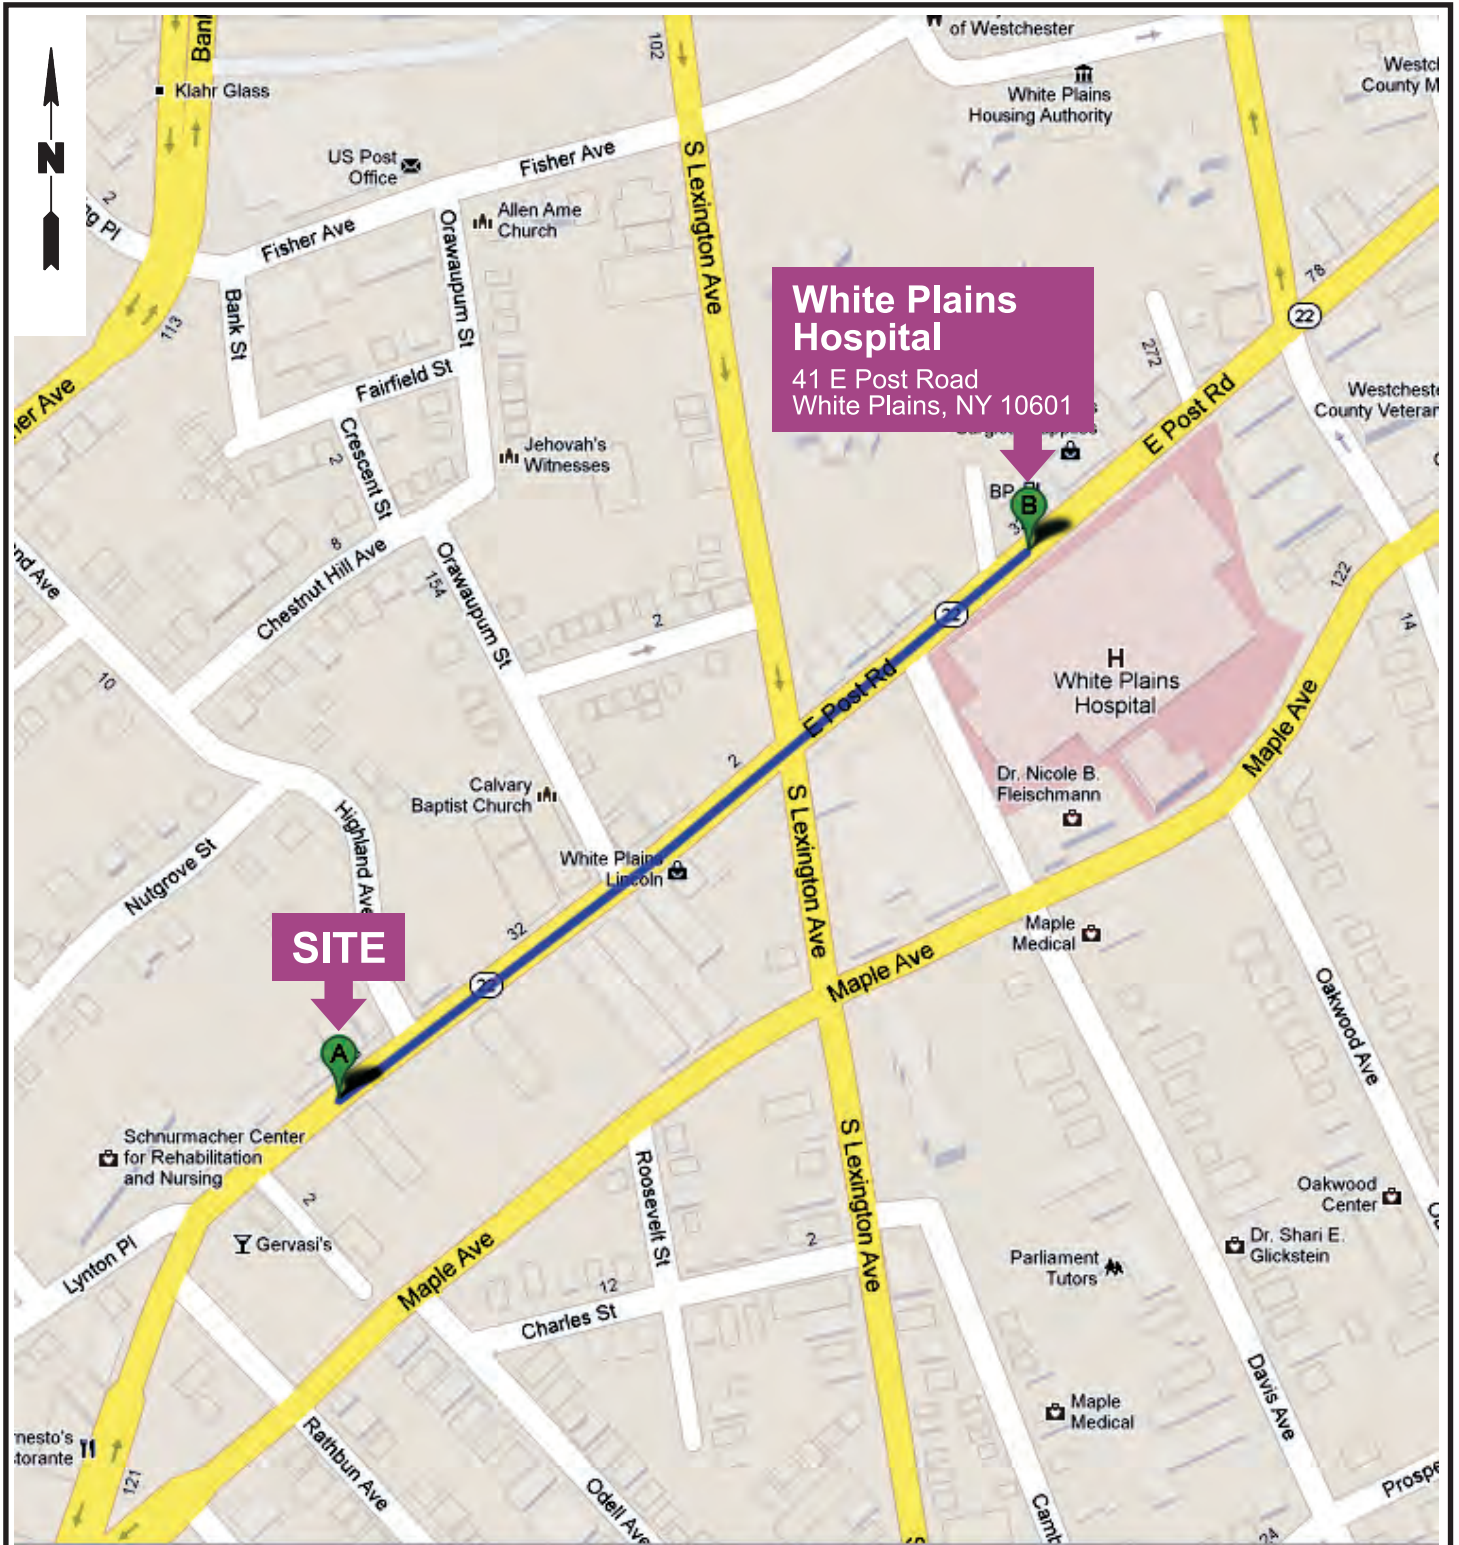 N
Klahr Glass
102
of Westchester
White Plains
Housing Authority
US Post
Office
Fisher Ave
Allen Ame
Church
Fisher Ave
2
113
Bank St
Orawaupum St
S Lexington Ave
White Plains
Hospital
41 E Post Road
White Plains, NY 10601
78
22
272
Fairfield St
Crescent St
2
Jehovah's
Witnesses
E Post Rd
BP
B
8
Chestnut Hill Ave
154
Orawaupum St
2
22
122
14
10
H
White Plains
Hospital
E Post Rd
Maple Ave
2
Calvary
Baptist Church
Dr. Nicole B.
Fleischmann
Highland Ave
Nutgrove St
White Plains
Lincoln
S Lexington Ave
SITE
32
22
Maple Ave
Maple
Medical
Oakwood Ave
A
Schnurmacher Center
for Rehabilitation
and Nursing
2
Gervasi's
Lynton Pl
Roosevelt St
S Lexington Ave
Oakwood
Center
Dr. Shari E.
Glickstein
Parliament
Tutors
2
12
Maple Ave
Charles St
Davis Ave
Maple
Medical
121
Rathbun Ave
Odell Ave
24